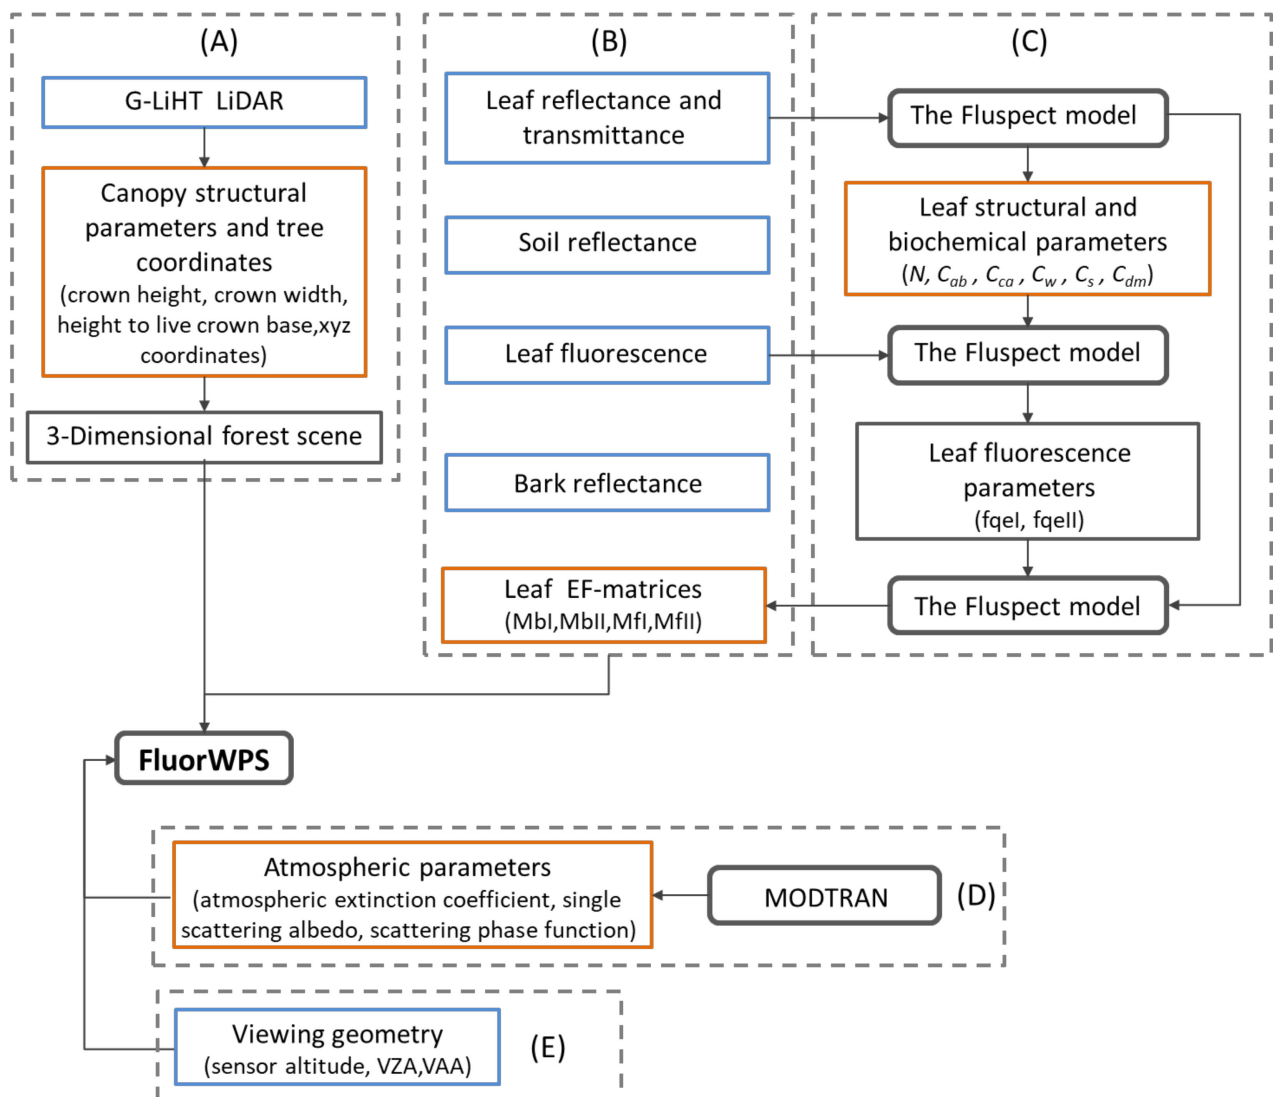 (A)
G-LiHT LiDAR
Canopy structural
parameters and tree
coordinates
(crown height, crown width,
height to live crown base,xyz
coordinates)
3-Dimensional forest scene
(B)
Leaf reflectance and
transmittance
Soil reflectance
Leaf fluorescence
Bark reflectance
Leaf EF-matrices
(MbI,MbII,MfI,MfII)
(C)
The Fluspect model
Leaf structural and
biochemical parameters
(N, Cab , Cca , Cw , Cs , Cdm)
The Fluspect model
Leaf fluorescence
parameters
(fqeI, fqeII)
The Fluspect model
FluorWPS
Atmospheric parameters
(atmospheric extinction coefficient, single
scattering albedo, scattering phase function)
MODTRAN
(D)
Viewing geometry
(sensor altitude, VZA,VAA)
(E)